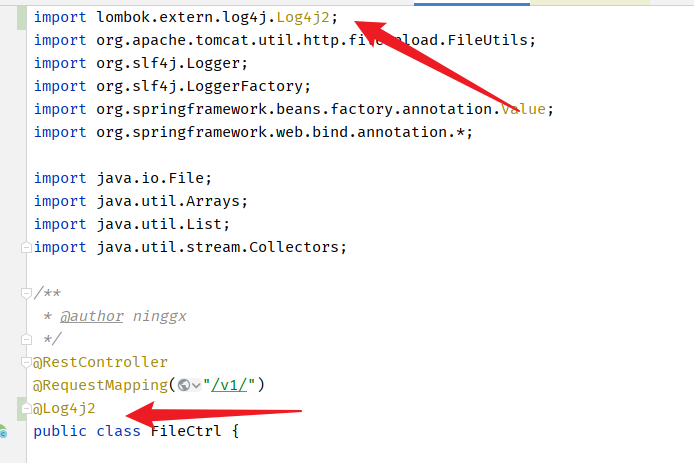 import lombok.extern.log4j.Log4j2;
import org.apache.tomcat.util.http.fileupload.FileUtils;
import org.slf4j.Logger;
import org.slf4j.LoggerFactory;
import org.springframework.beans.factory.annotation.Value;
import org.springframework.web.bind.annotation.*;
import java.io.File;
import java.util.Arrays;
import java.util.List;
import java.util.stream.Collectors;
/**
* @author ninggx
*/
@RestController
@RequestMapping("/v1/")
@Log4j2
public class FileCtrl {